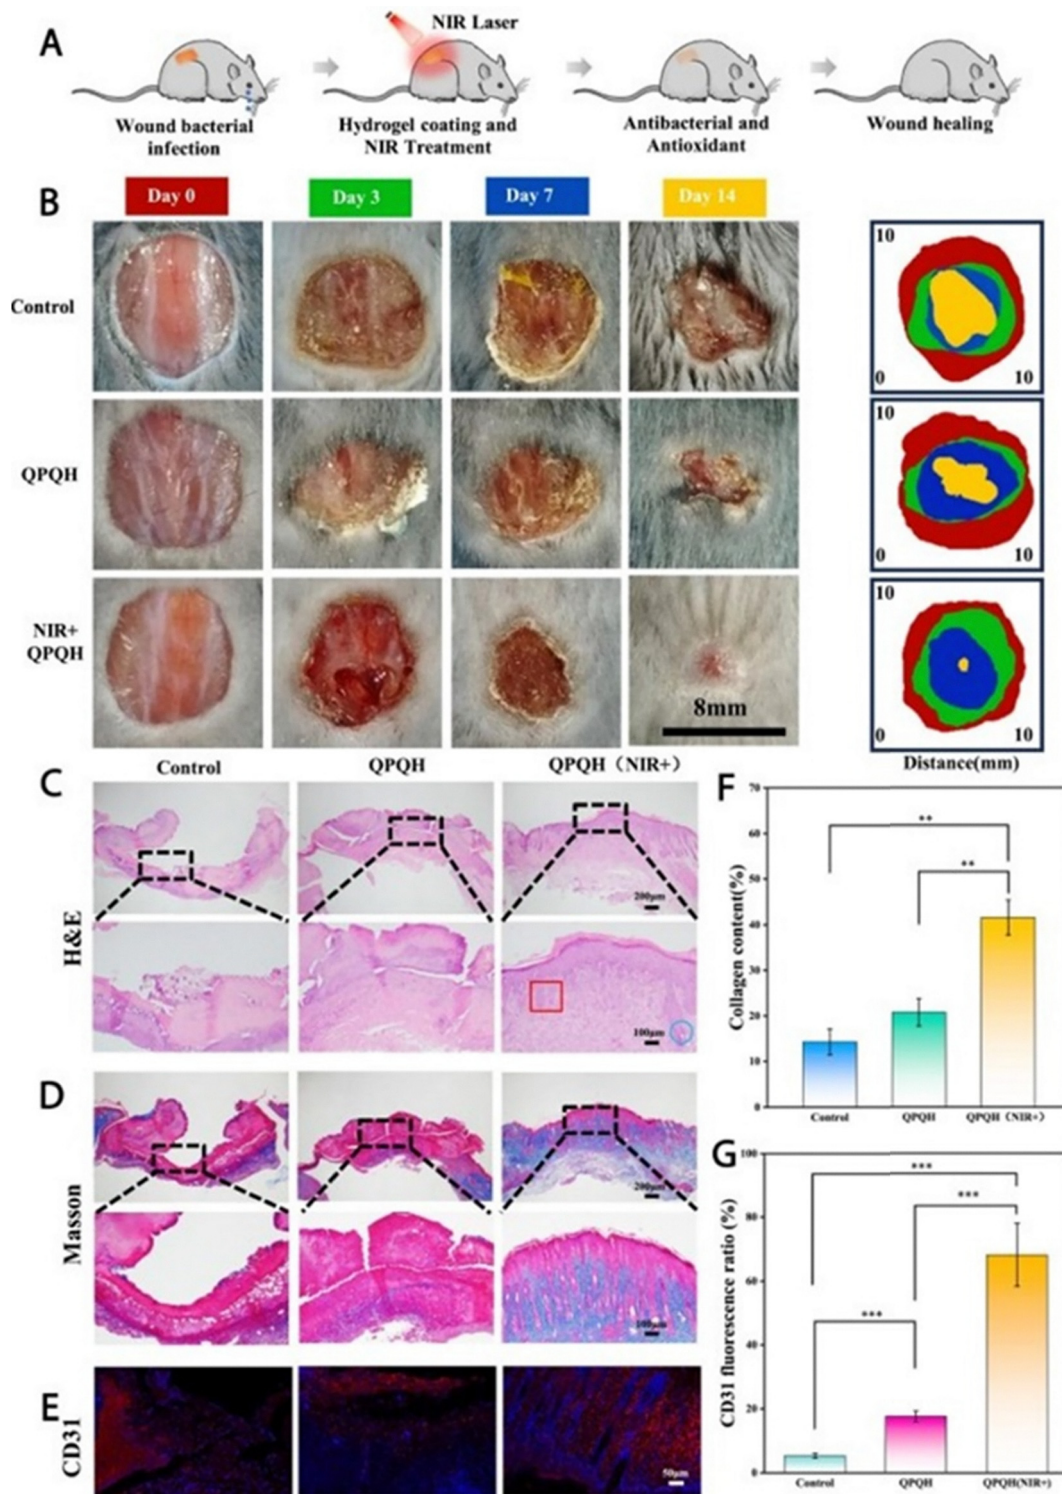 A
NIR Laser
Wound bacterial
infection
Hydrogel coating and
NIR Treatment
Antibacterial and
Antioxidant
Wound healing
B
Day 0
Day 3
Day 7
Day 14
Control
10
0
10
QPQH
10
0
10
NIR+
QPQH
8mm
10
0
10
Distance(mm)
C
Control
QPQH
QPQH（NIR+）
H&E
200μm
100μm
D
Masson
200μm
100μm
E
CD31
50μm
F
Collagen content(%)
70
60
50
40
30
20
10
0
**
**
Control
QPQH
QPQH（NIR+）
G
CD31 fluorescence ratio (%)
100
80
60
40
20
0
***
***
***
Control
QPQH
QPQH(NIR+)